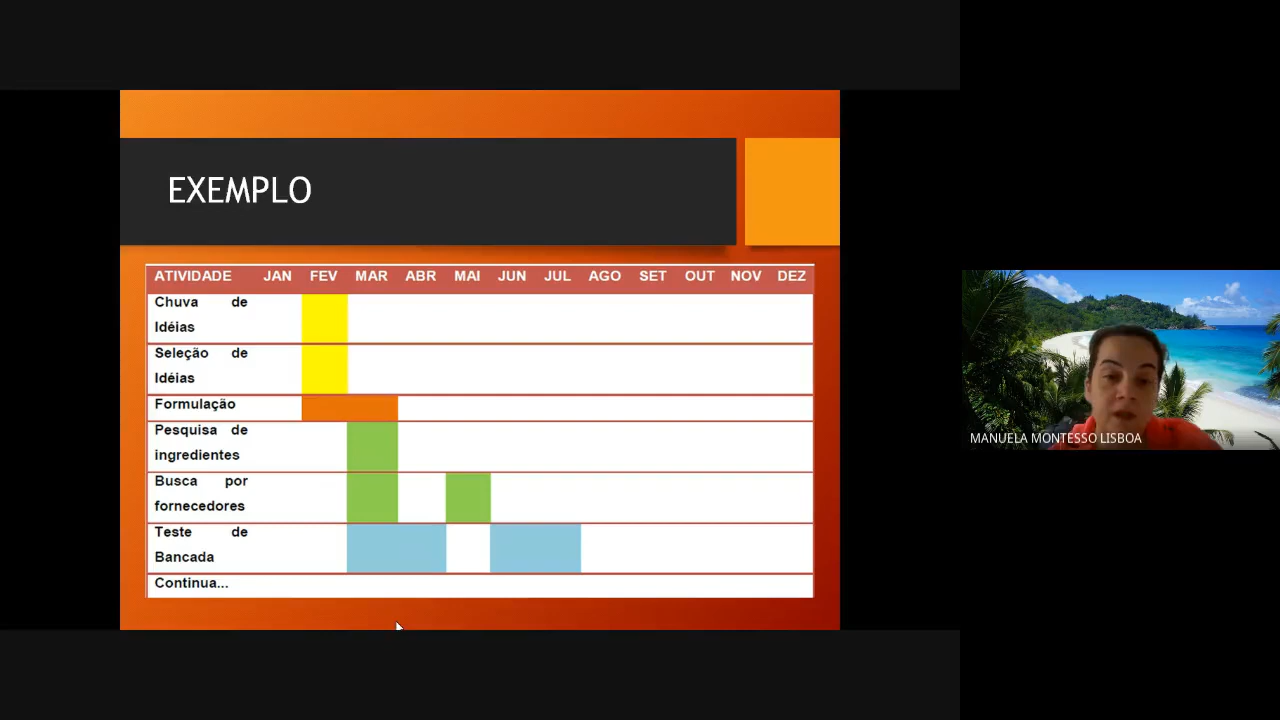 EXEMPLO
ATIVIDADE JAN FEV MAR ABR MAI JUN JUL AGO SET OUT NOV DEZ
Chuva de
Idéias
Seleção de
Idéias
Formulação
Pesquisa de
ingredientes
Busca por
fornecedores
Teste de
Bancada
Continua...
MANUELA MONTESSO LISBOA